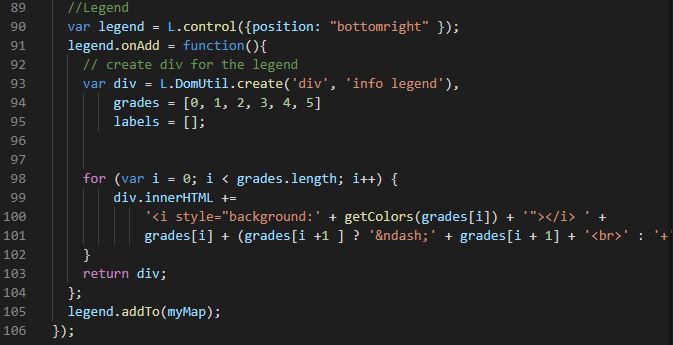 89 //Legend
90 var legend = L.control({position: "bottomright" });
91 legend.onAdd = function(){
92 // create div for the legend
93 var div = L.DomUtil.create('div', 'info legend'),
94 grades = [0, 1, 2, 3, 4, 5]
95 labels = [];
96
97
98 for (var i = 0; i < grades.length; i++) {
99 div.innerHTML +=
100 '<i style="background:' + getColors(grades[i]) + '"></i> ' +
101 grades[i] + (grades[i +1 ] ? '&ndash;' + grades[i + 1] + '<br>' : '+'
102 }
103 return div;
104 };
105 legend.addTo(myMap);
106 });